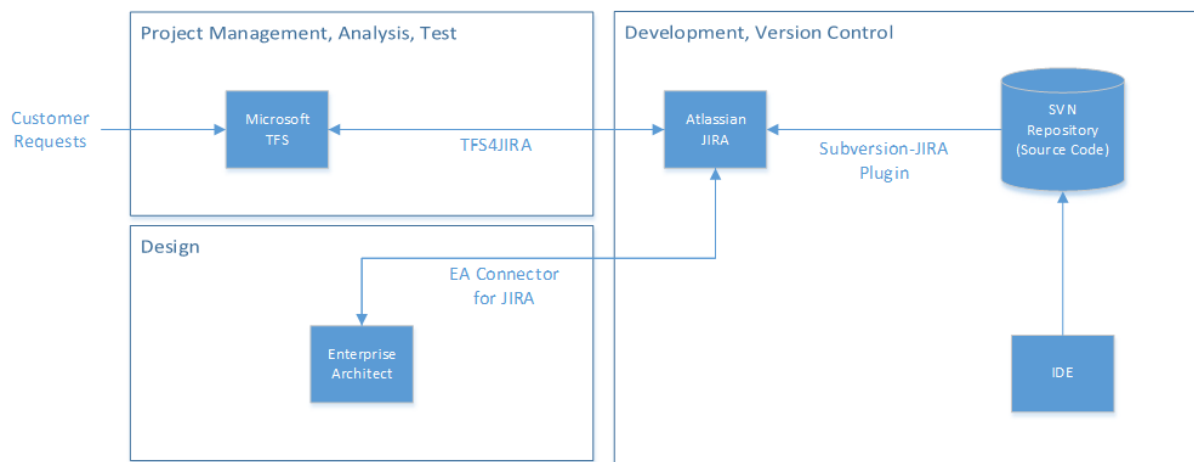 Project Management, Analysis, Test
Customer
Requests
Microsoft
TFS
TFS4JIRA
Design
EA Connector
for JIRA
Enterprise
Architect
Development, Version Control
Atlassian
JIRA
Subversion-JIRA
Plugin
SVN
Repository
(Source Code)
IDE